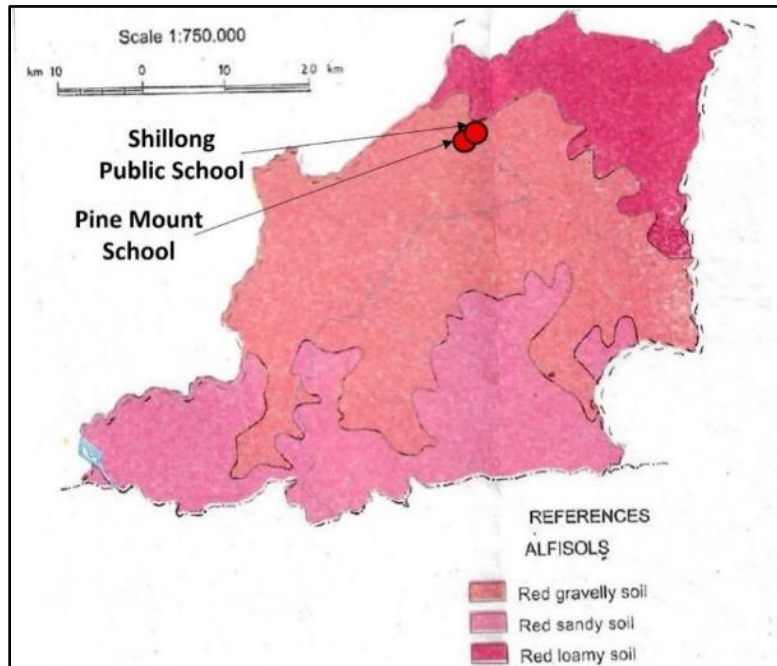 Scale 1:750.000
km 10 0 10 20 km
Shillong
Public School
Pine Mount
School
REFERENCES
ALFISOLS
Red gravelly soil
Red sandy soil
Red loamy soil